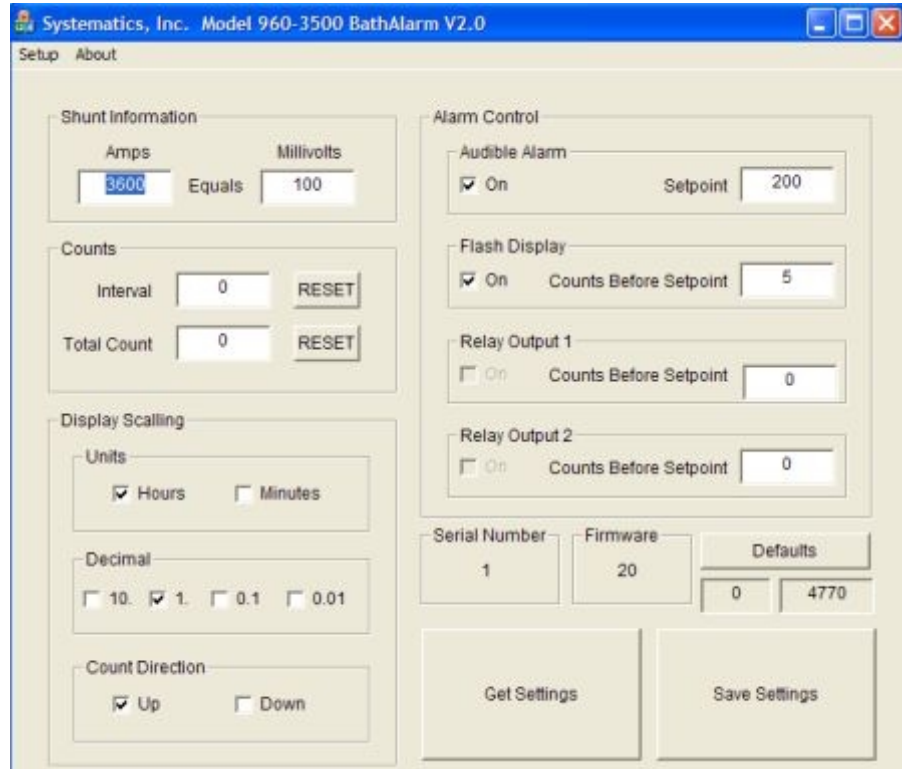 Systematics, Inc. Model 960-3500 BathAlarm V2.0
Setup About
Shunt Information
Amps Millivolts
3600 Equals 100
Counts
Interval 0 RESET
Total Count 0 RESET
Display Scalling
Units
Hours Minutes
Decimal
10. 1. 0.1 0.01
Count Direction
Up Down
Alarm Control
Audible Alarm
On Setpoint 200
Flash Display
On Counts Before Setpoint 5
Relay Output 1
On Counts Before Setpoint 0
Relay Output 2
On Counts Before Setpoint 0
Serial Number
1
Firmware
20
Defaults
0 4770
Get Settings Save Settings